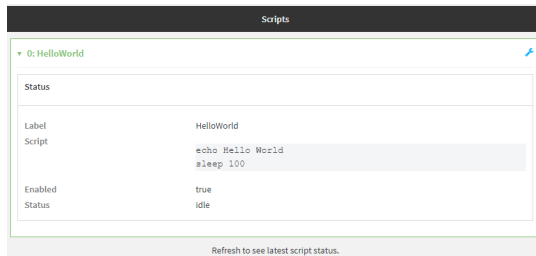 Scripts
0: HelloWorld
Status
Label HelloWorld
Script
echo Hello World
sleep 100
Enabled true
Status idle
Refresh to see latest script status.